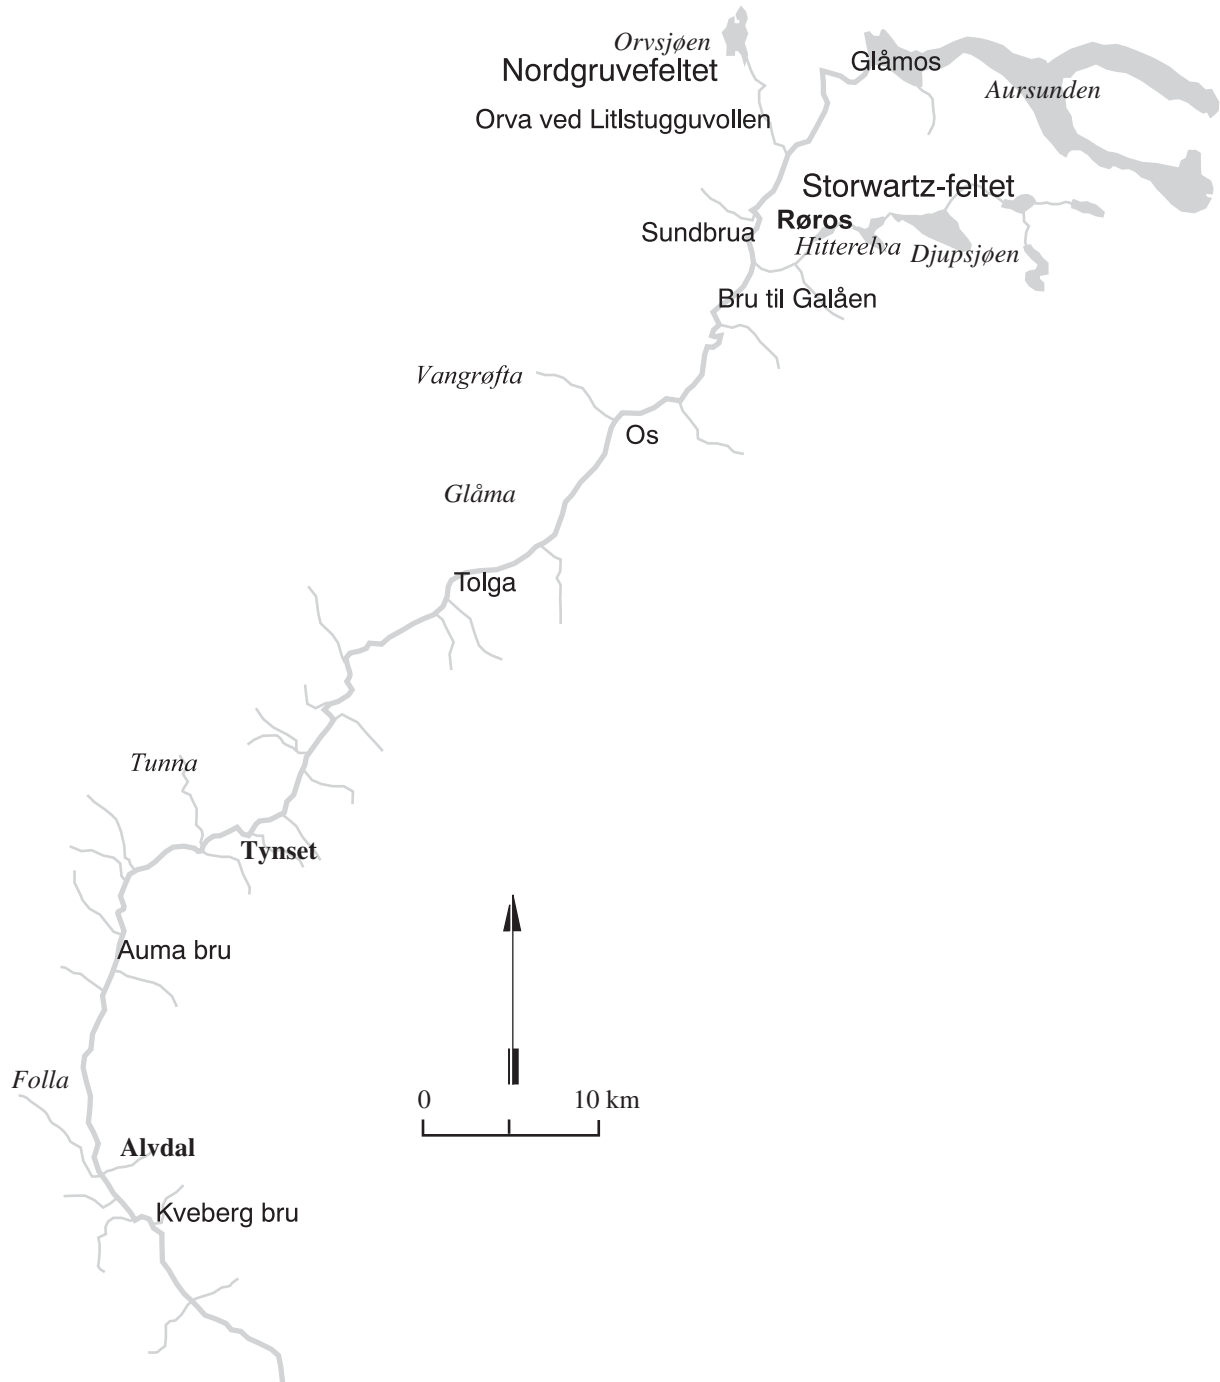 Orvsjøen
Nordgruvefeltet
Glåmos
Aursunden
Orva ved Litlstugguvollen
Storwartz-feltet
Røros
Sundbrua
Hitterelva
Djupsjøen
Bru til Galåen
Vangrøfta
Os
Glåma
Tolga
Tunna
Tynset
Auma bru
Folla
0
10 km
Alvdal
Kveberg bru